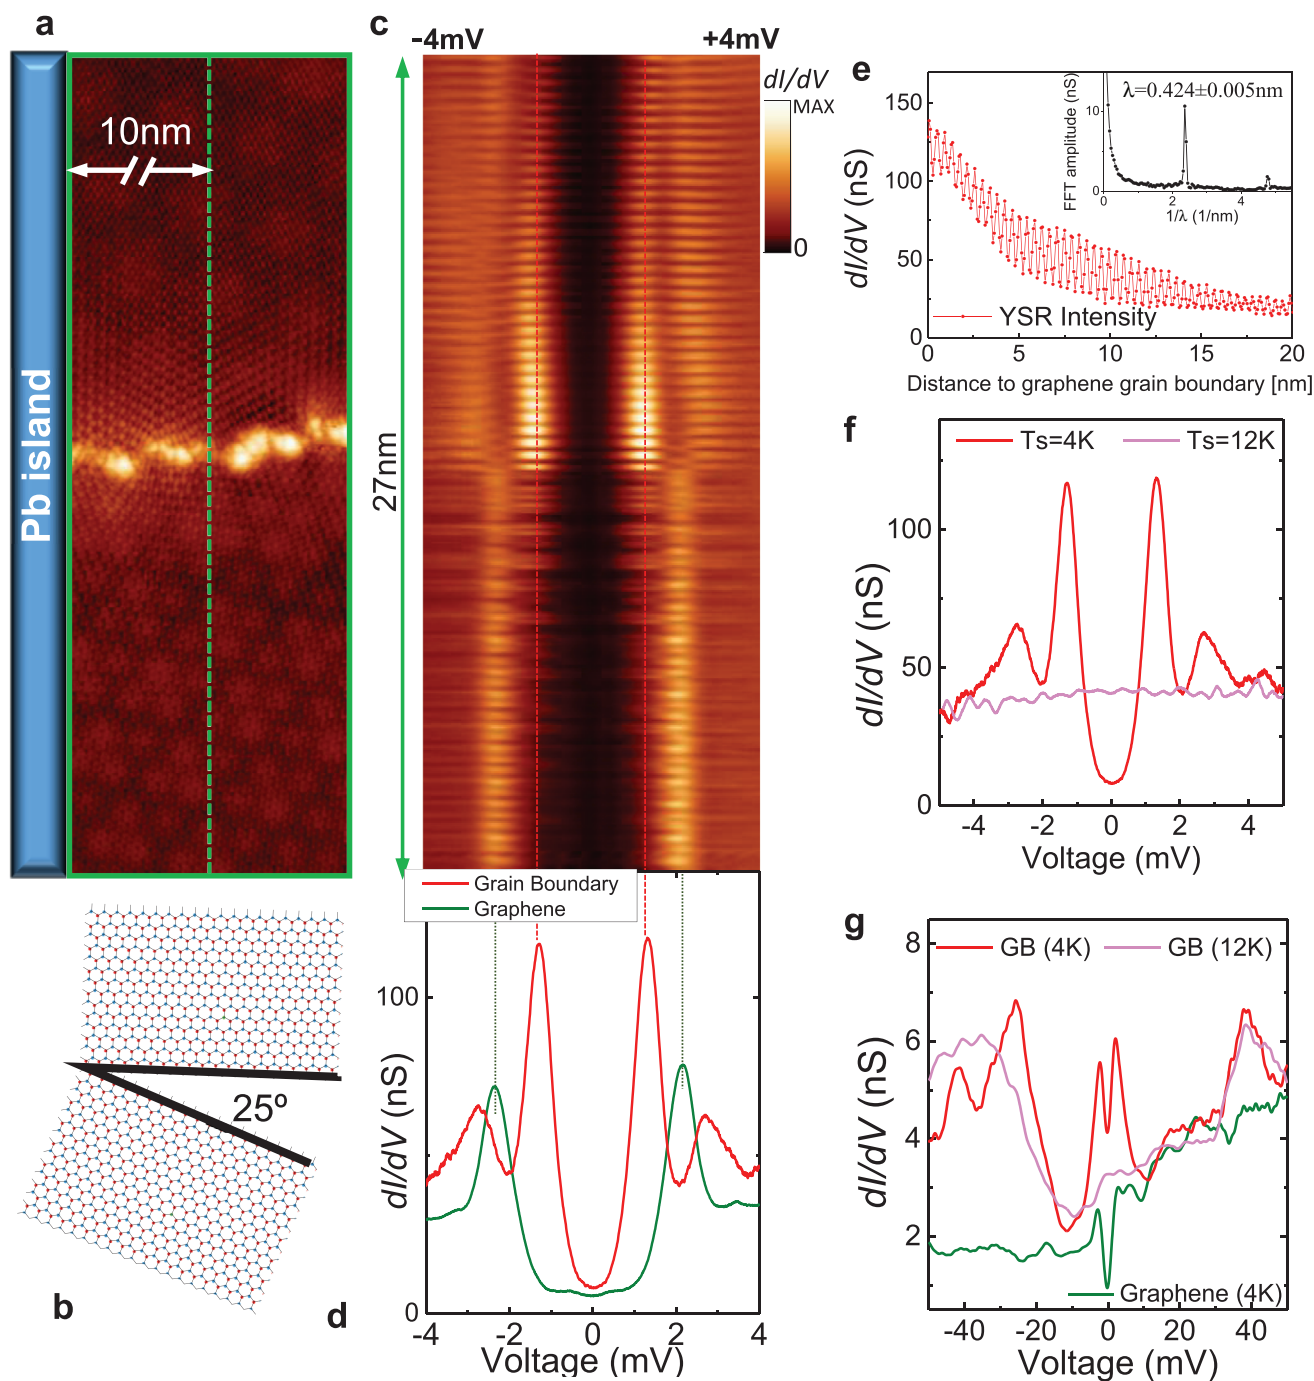 a
10nm
Pb island
b
25º
c
-4mV
+4mV
dI/dV
MAX
0
27nm
d
Grain Boundary
Graphene
100
0
dI/dV (nS)
-4 -2 0 2 4
Voltage (mV)
e
150
100
50
0
dI/dV (nS)
YSR Intensity
0 5 10 15 20
Distance to graphene grain boundary [nm]
λ=0.424±0.005nm
FFT amplitude (nS)
10
0
0 2 4
1/λ (1/nm)
f
Ts=4K Ts=12K
100
50
0
dI/dV (nS)
-4 -2 0 2 4
Voltage (mV)
g
GB (4K) GB (12K)
8
6
4
2
dI/dV (nS)
Graphene (4K)
-40 -20 0 20 40
Voltage (mV)